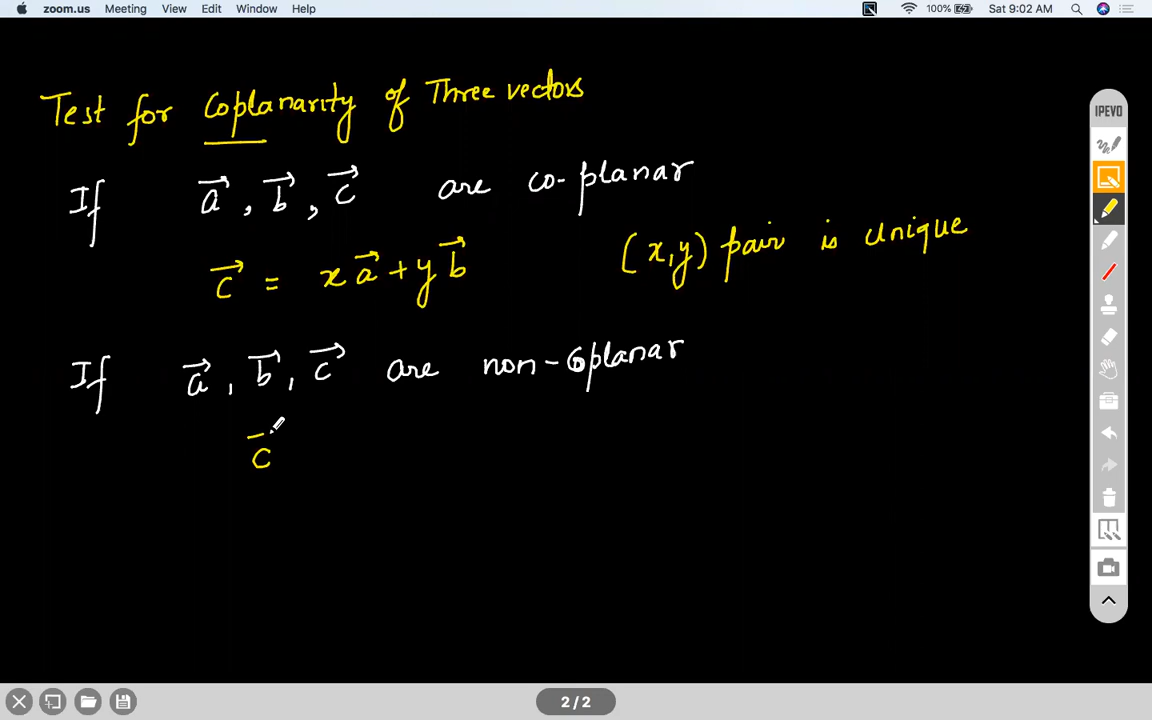 zoom.us Meeting View Edit Window Help 100% Sat 9:02 AM
Test for Coplanarity of Three vectors
IPEVO
If a⃗, b⃗, c⃗ are co-planar
c⃗ = x a⃗ + y b⃗ (x,y) pair is unique
If a⃗, b⃗, c⃗ are non-coplanar
c̅
2/2